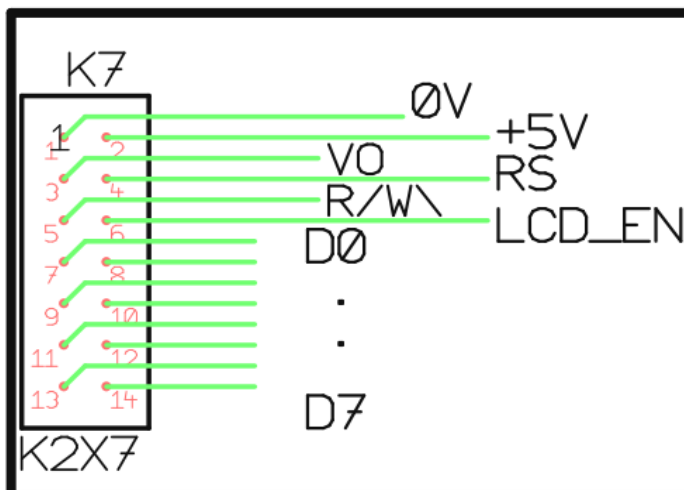 K7
0V
1
1 2
+5V
VO
3 4
RS
R/W\
5 6
LCD_EN
7 8
D0
9 10
.
11 12
.
13 14
D7
K2X7